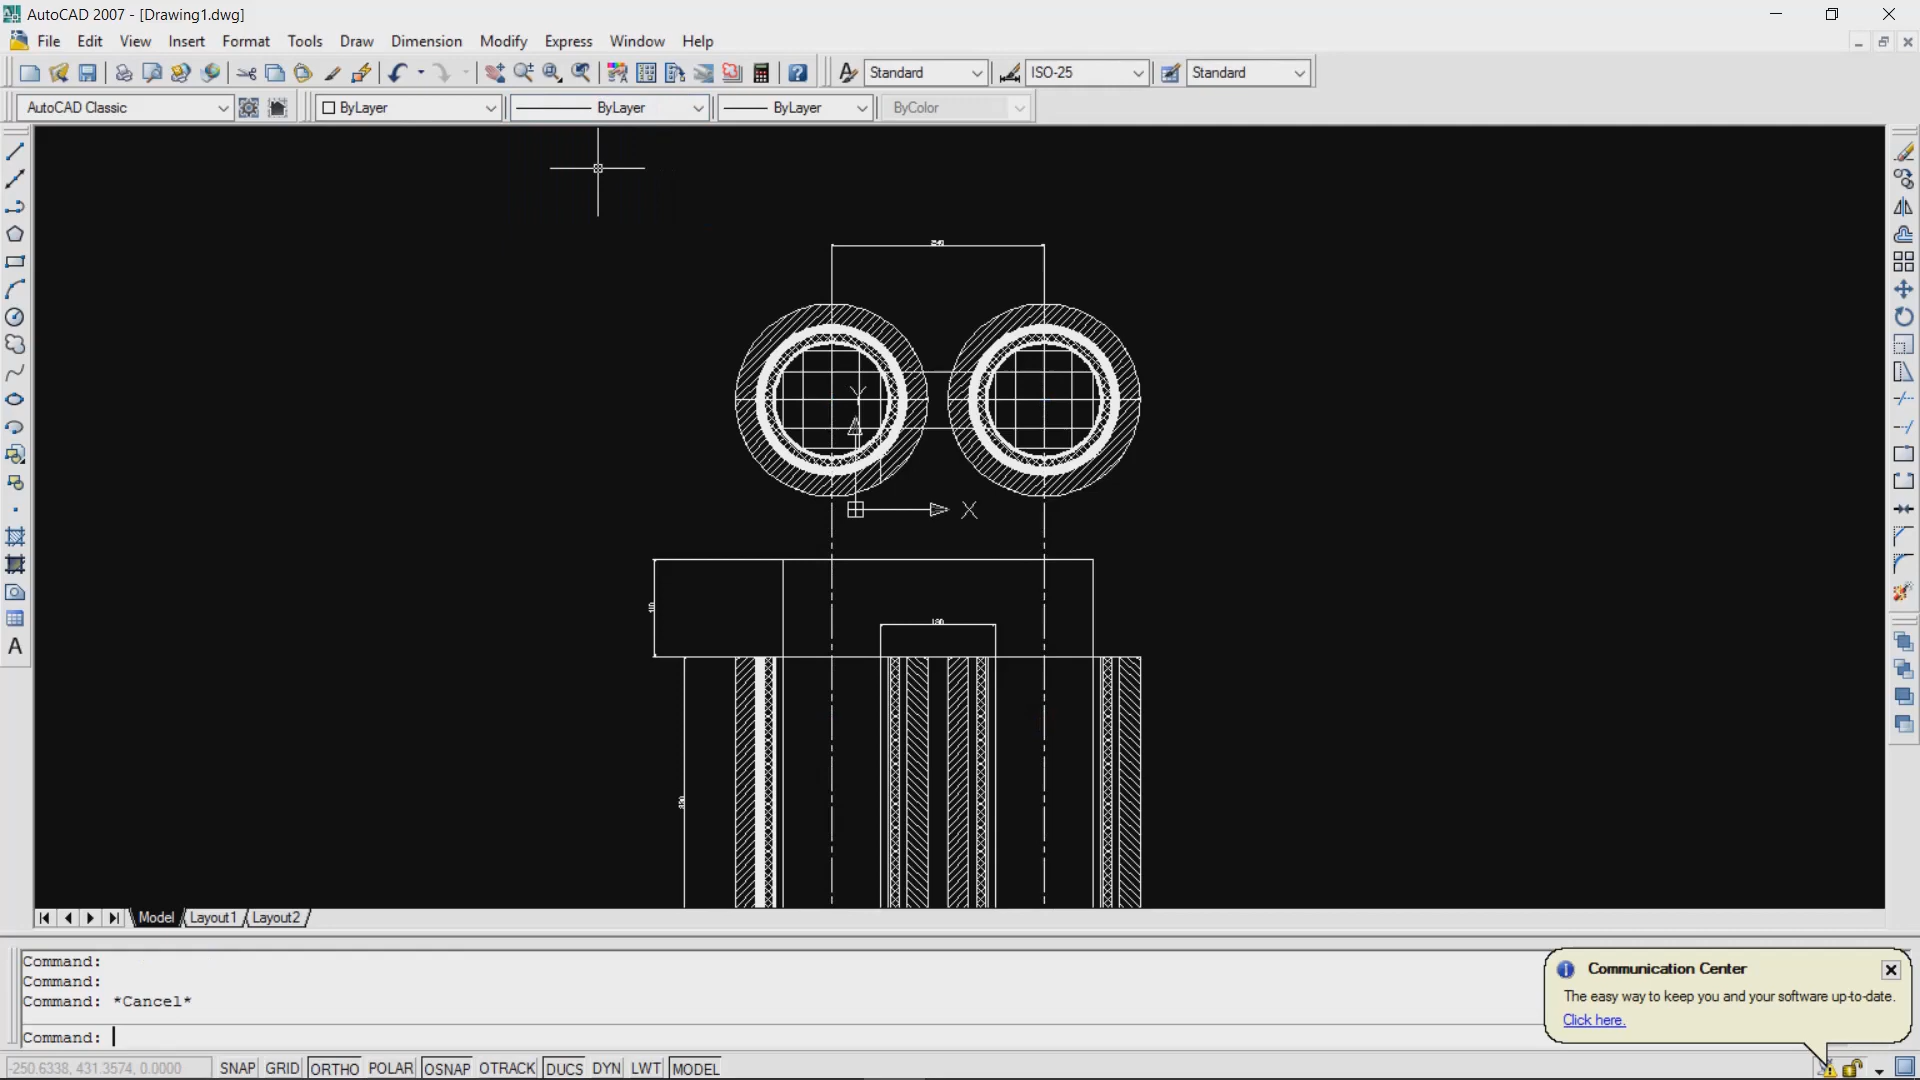 AutoCAD 2007 - [Drawing1.dwg]
File Edit View Insert Format Tools Draw Dimension Modify Express Window Help
Standard ISO-25 Standard
AutoCAD Classic ByLayer ByLayer ByLayer ByColor
Y
X
180
Model Layout1 Layout2
Command:
Command:
Command: *Cancel*
Command:
Communication Center
The easy way to keep you and your software up-to-date.
Click here.
-250.6338, 431.3574, 0.0000 SNAP GRID ORTHO POLAR OSNAP OTRACK DUCS DYN LWT MODEL
A